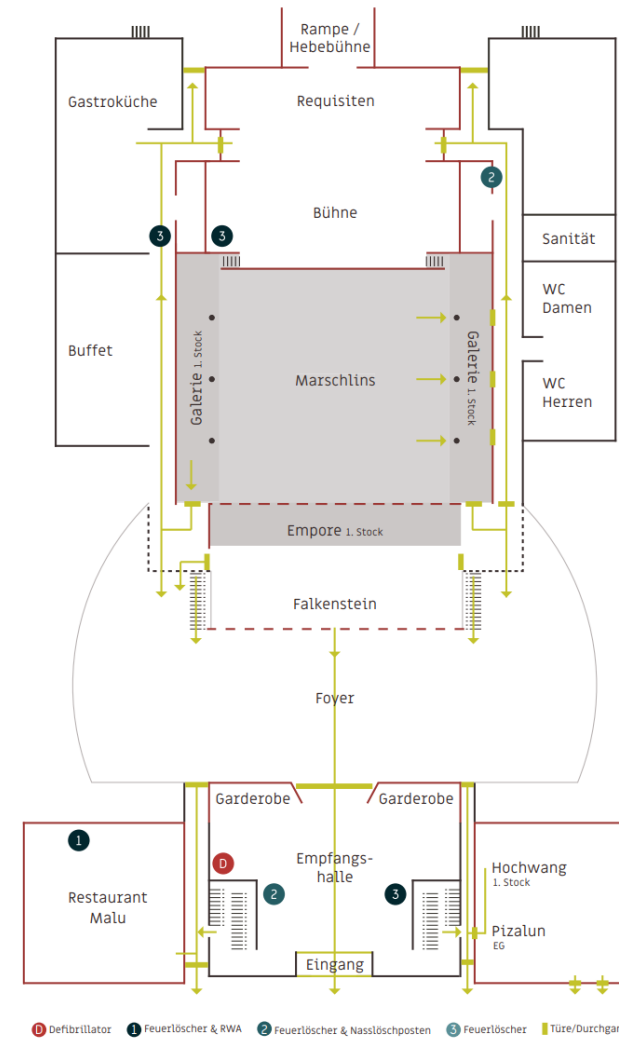 Rampe /
Hebebühne
Gastroküche
Requisiten
2
Bühne
3
3
Sanität
WC
Damen
Buffet
Galerie 1. Stock
Marschlins
Galerie 1. Stock
WC
Herren
Empore 1. Stock
Falkenstein
Foyer
Garderobe
Garderobe
1
D
Empfangs-
halle
Hochwang
1. Stock
Restaurant
Malu
2
3
Pizalun
EG
Eingang
D Defibrillator
1 Feuerlöscher & RWA
2 Feuerlöscher & Nasslöschposten
3 Feuerlöscher
Türe/Durchgan